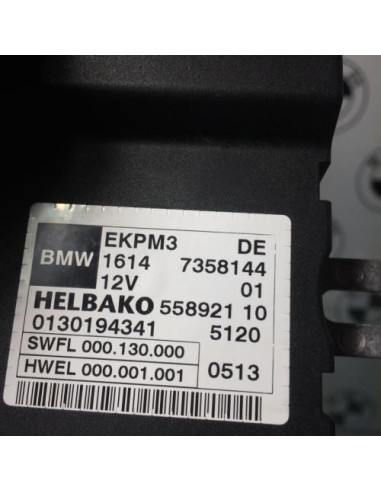 BMW
EKPM3 DE
1614 7358144
12V 01
HELBAKO 558921 10
0130194341 5120
SWFL 000.130.000
HWEL 000.001.001 0513